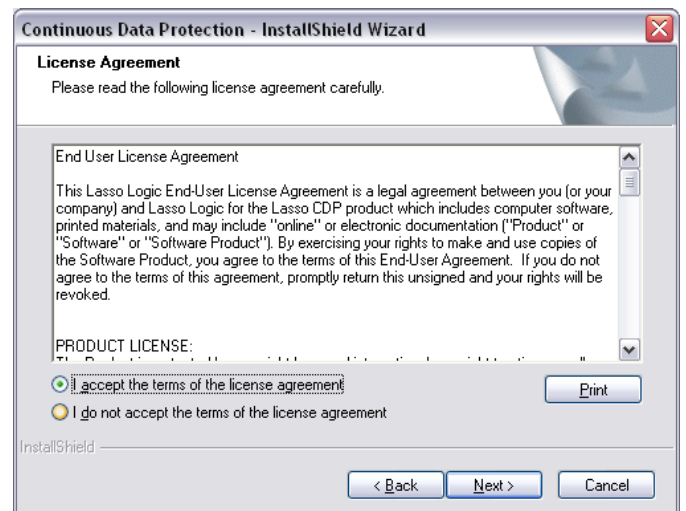 Continuous Data Protection - InstallShield Wizard
License Agreement
Please read the following license agreement carefully.
End User License Agreement
This Lasso Logic End-User License Agreement is a legal agreement between you (or your
company) and Lasso Logic for the Lasso CDP product which includes computer software,
printed materials, and may include "online" or electronic documentation ("Product" or
"Software" or "Software Product"). By exercising your rights to make and use copies of
the Software Product, you agree to the terms of this End-User Agreement. If you do not
agree to the terms of this agreement, promptly return this unsigned and your rights will be
revoked.
PRODUCT LICENSE:
I accept the terms of the license agreement
Print
I do not accept the terms of the license agreement
InstallShield
< Back
Next >
Cancel